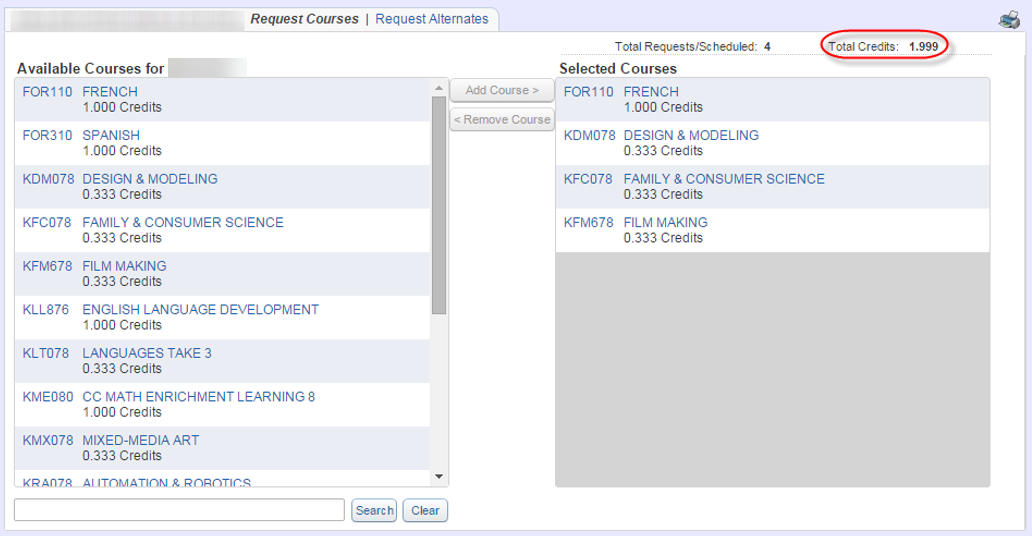 Request Courses | Request Alternates
Total Requests/Scheduled: 4 Total Credits: 1.999
Available Courses for
FOR110 FRENCH
1.000 Credits
FOR310 SPANISH
1.000 Credits
KDM078 DESIGN & MODELING
0.333 Credits
KFC078 FAMILY & CONSUMER SCIENCE
0.333 Credits
KFM678 FILM MAKING
0.333 Credits
KLL876 ENGLISH LANGUAGE DEVELOPMENT
1.000 Credits
KLT078 LANGUAGES TAKE 3
0.333 Credits
KME080 CC MATH ENRICHMENT LEARNING 8
1.000 Credits
KMX078 MIXED-MEDIA ART
0.333 Credits
KRA078 AUTOMATION & ROBOTICS
Search Clear
Add Course >
< Remove Course
Selected Courses
FOR110 FRENCH
1.000 Credits
KDM078 DESIGN & MODELING
0.333 Credits
KFC078 FAMILY & CONSUMER SCIENCE
0.333 Credits
KFM678 FILM MAKING
0.333 Credits